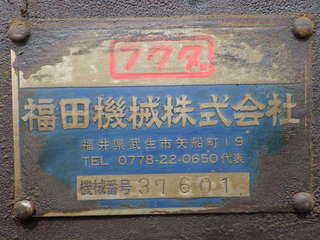 フクダ
福田機械株式会社
福井県武生市矢船町19
TEL 0778-22-0650代表
機械番号 37601